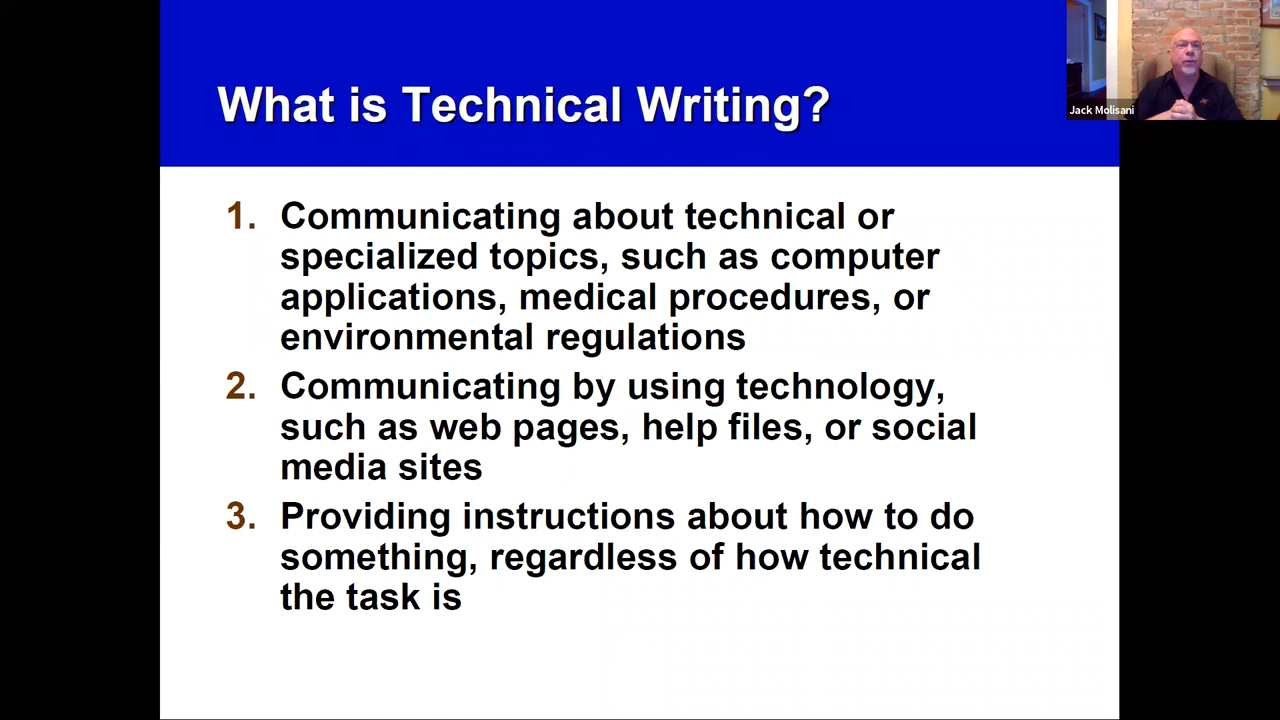 What is Technical Writing?
Jack Molisani
1. Communicating about technical or
specialized topics, such as computer
applications, medical procedures, or
environmental regulations
2. Communicating by using technology,
such as web pages, help files, or social
media sites
3. Providing instructions about how to do
something, regardless of how technical
the task is